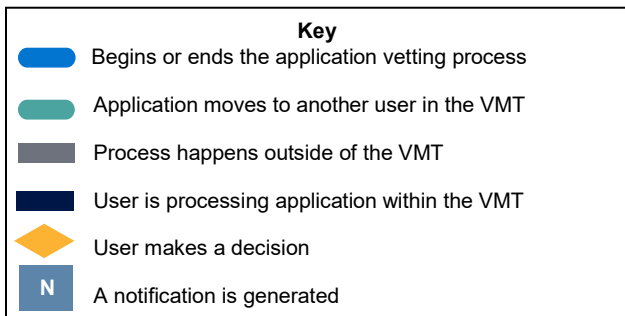 Key
Begins or ends the application vetting process
Application moves to another user in the VMT
Process happens outside of the VMT
User is processing application within the VMT
User makes a decision
N
A notification is generated